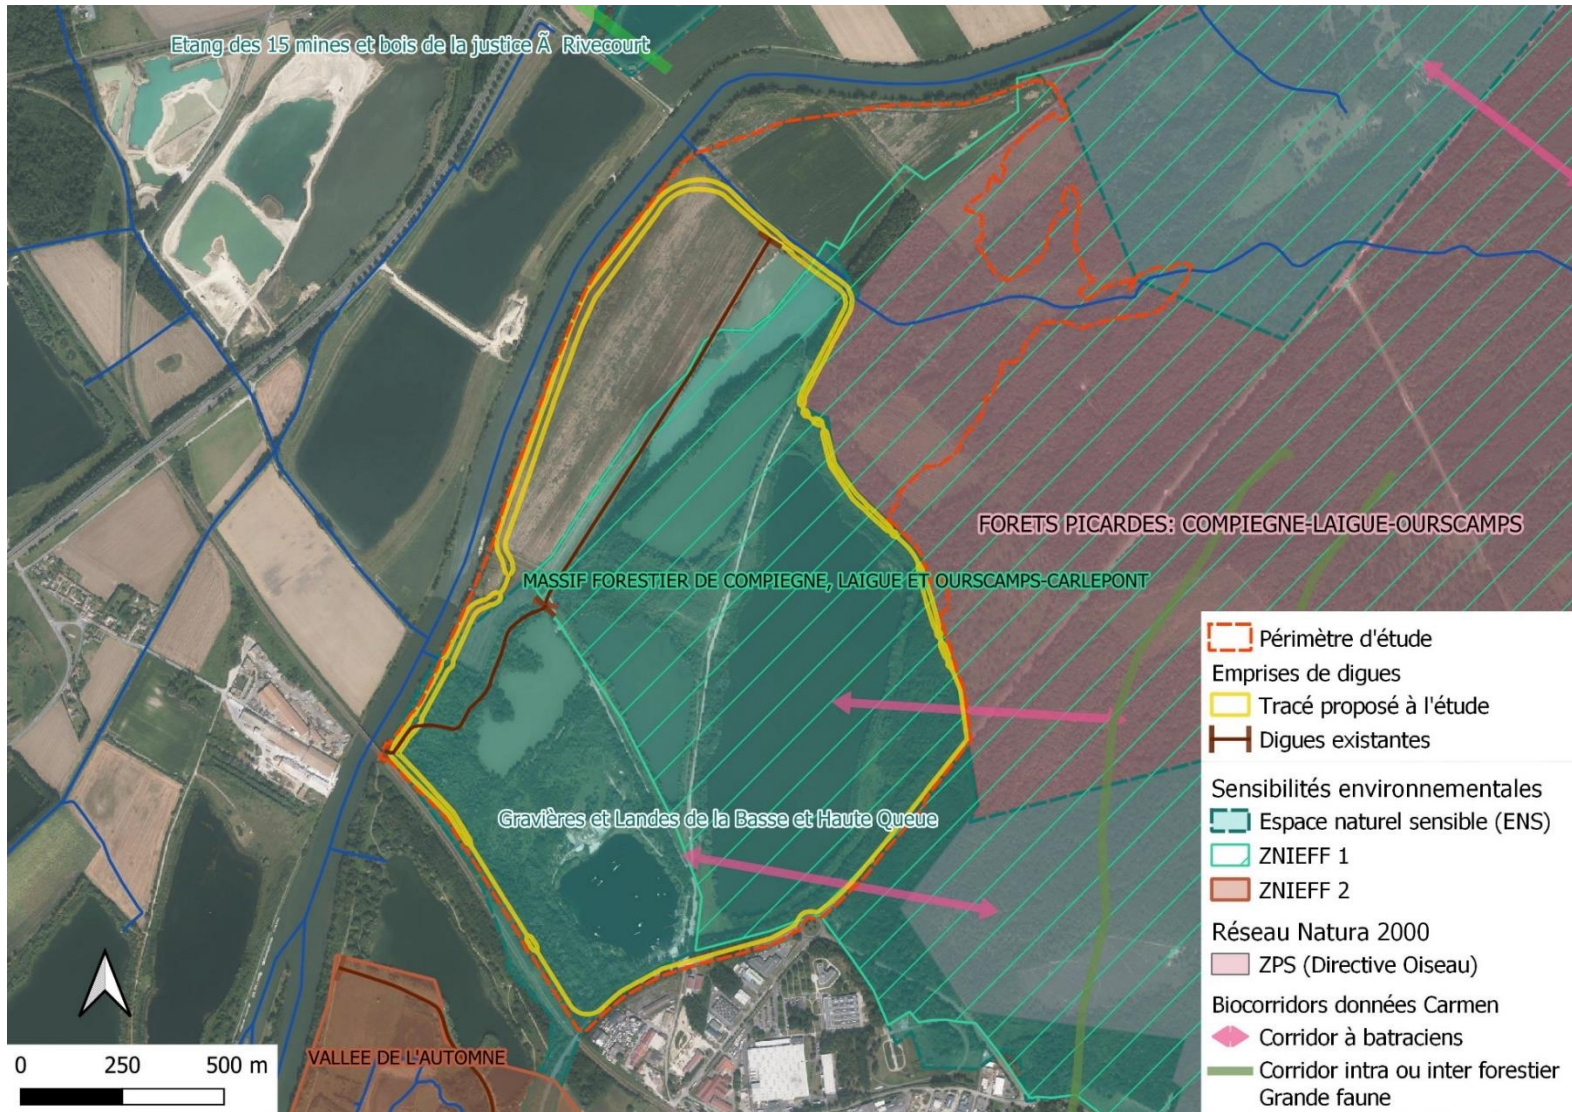 Etang des 15 mines et bois de la justice Ã Rivecourt
FORETS PICARDES: COMPIEGNE-LAIGUE-OURSCAMPS
MASSIF FORESTIER DE COMPIEGNE, LAIGUE ET OURSCAMPS-CARLEPONT
Gravières et Landes de la Basse et Haute Queue
VALLEE DE L'AUTOMNE
0 250 500 m
Périmètre d'étude
Emprises de digues
Tracé proposé à l'étude
Digues existantes
Sensibilités environnementales
Espace naturel sensible (ENS)
ZNIEFF 1
ZNIEFF 2
Réseau Natura 2000
ZPS (Directive Oiseau)
Biocorridors données Carmen
Corridor à batraciens
Corridor intra ou inter forestier
Grande faune